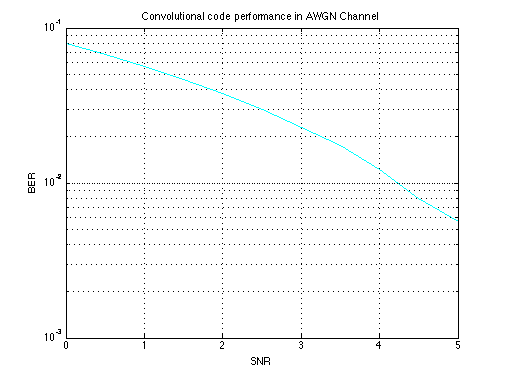 Convolutional code performance in AWGN Channel
10^-1
10^-2
10^-3
BER
0 1 2 3 4 5
SNR